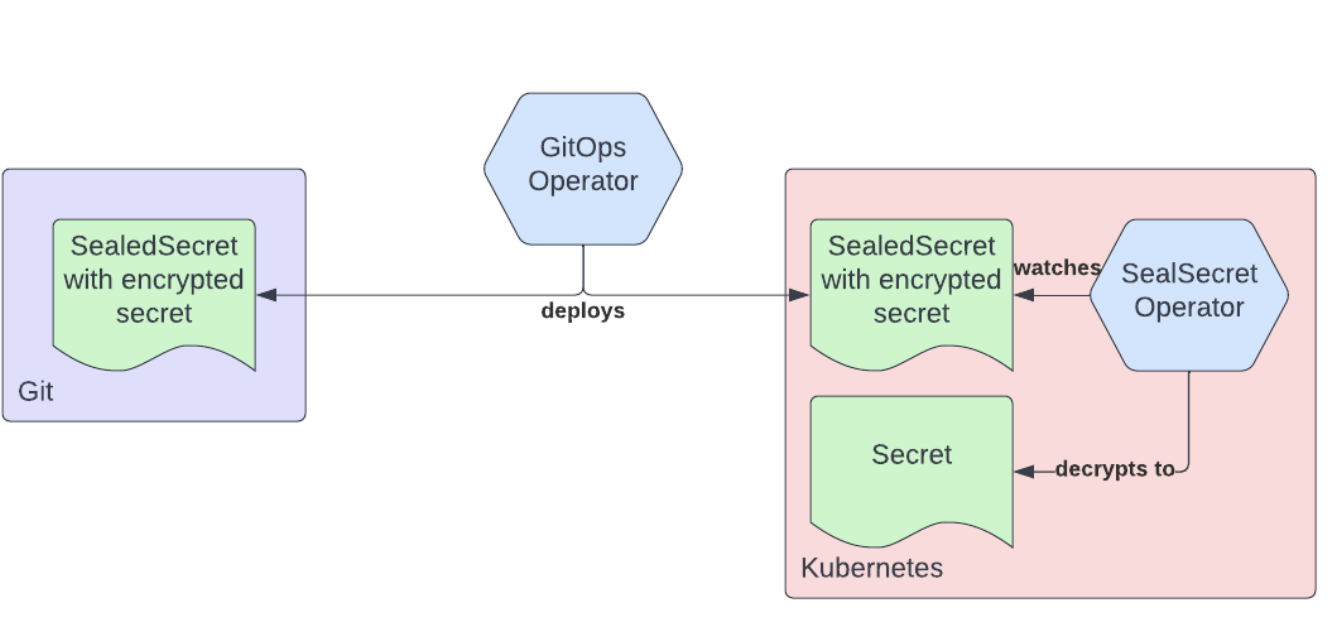 GitOps
Operator
SealedSecret
with encrypted
secret
Git
deploys
SealedSecret
with encrypted
secret
watches
SealSecret
Operator
Secret
decrypts to
Kubernetes